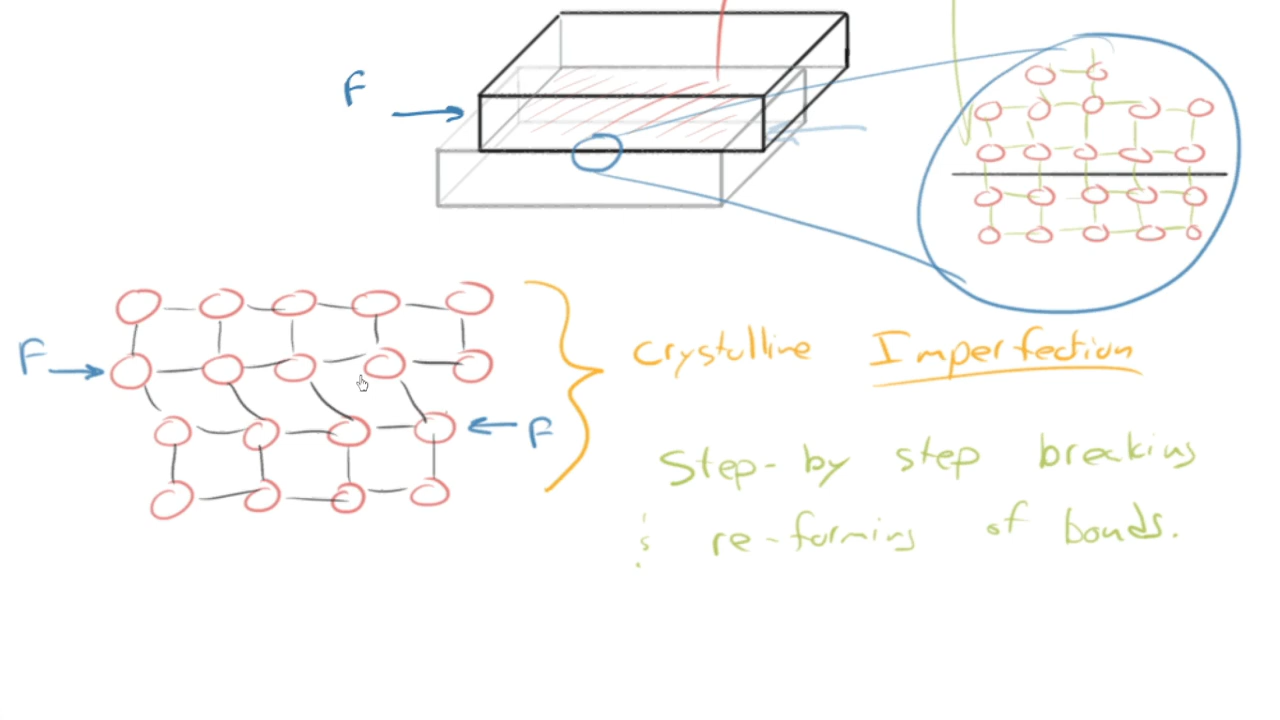 F
F
Crystalline Imperfection
F
Step-by step breaking
& re-forming of bonds.